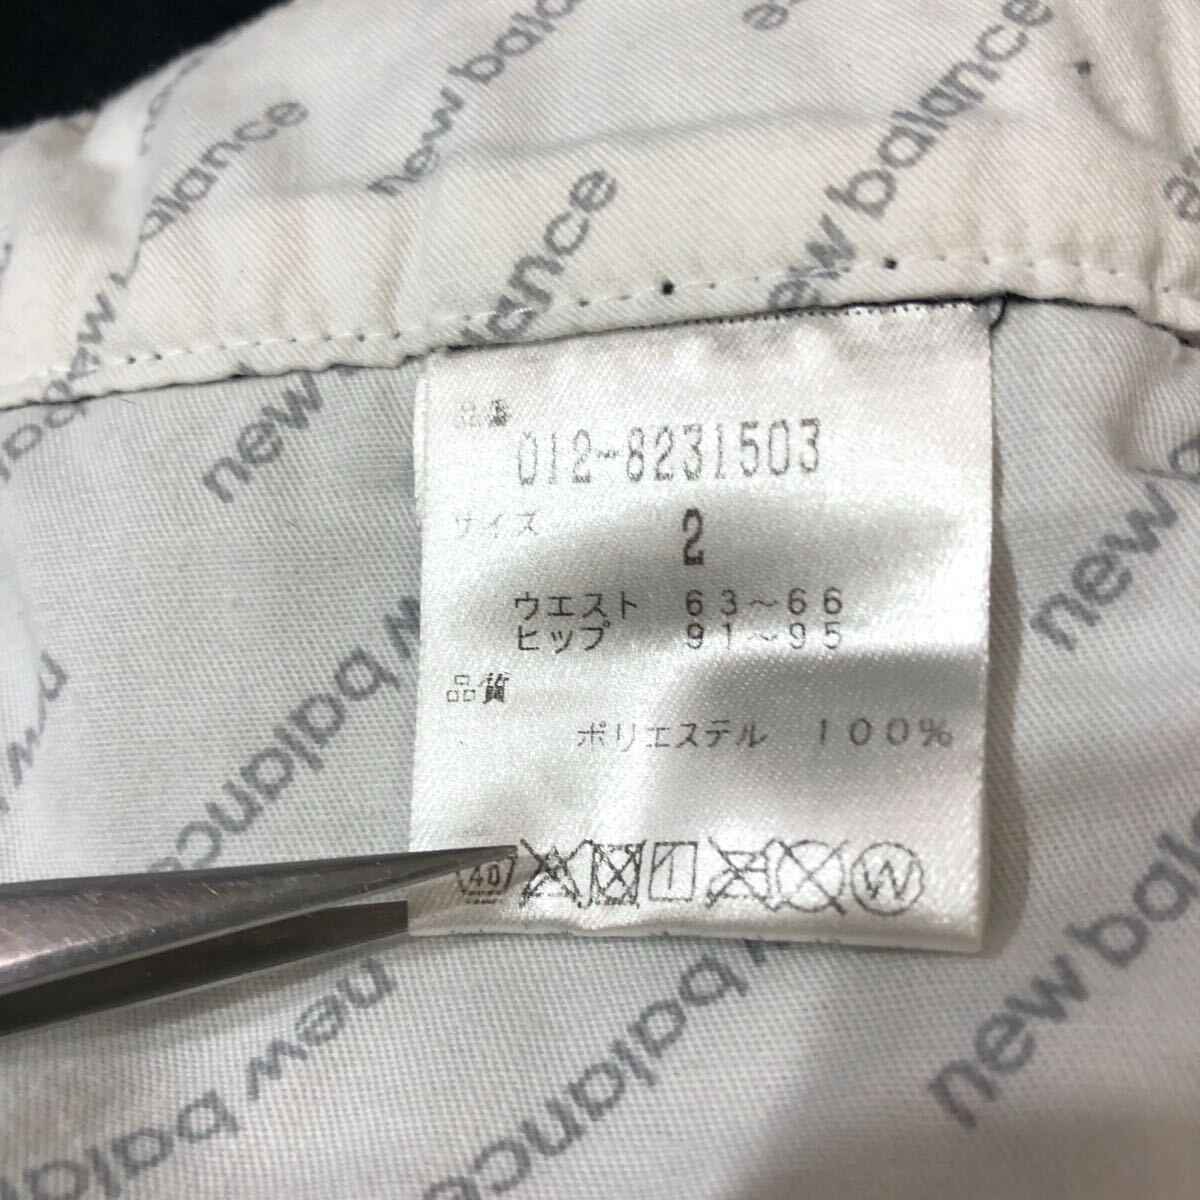 new balance
new balance
new balance
new balance
012-8231503
サイズ 2
ウエスト 63～66
ヒップ 91～95
品質
ポリエステル 100%
40
W
new balance
new balance
new balance
new balance